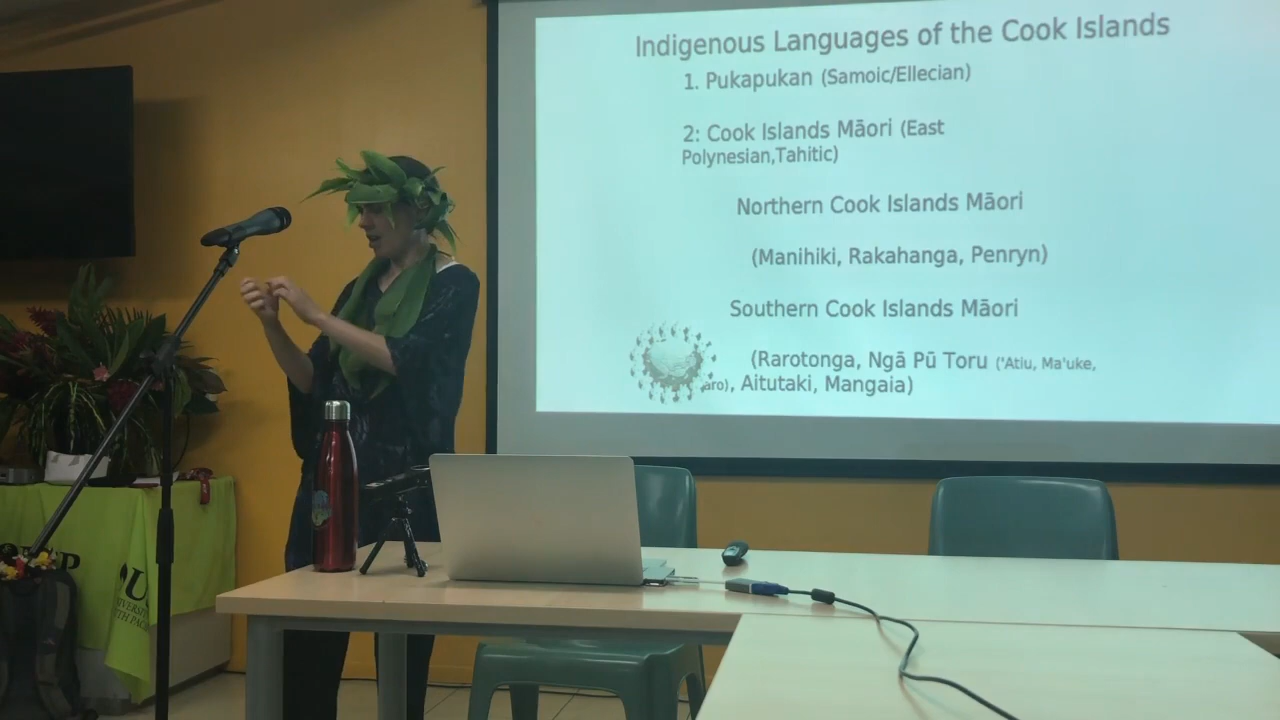 Indigenous Languages of the Cook Islands
1. Pukapukan (Samoic/Ellecian)
2: Cook Islands Māori (East
Polynesian,Tahitic)
Northern Cook Islands Māori
(Manihiki, Rakahanga, Penryn)
Southern Cook Islands Māori
(Rarotonga, Ngā Pū Toru ('Atiu, Ma'uke,
aro), Aitutaki, Mangaia)